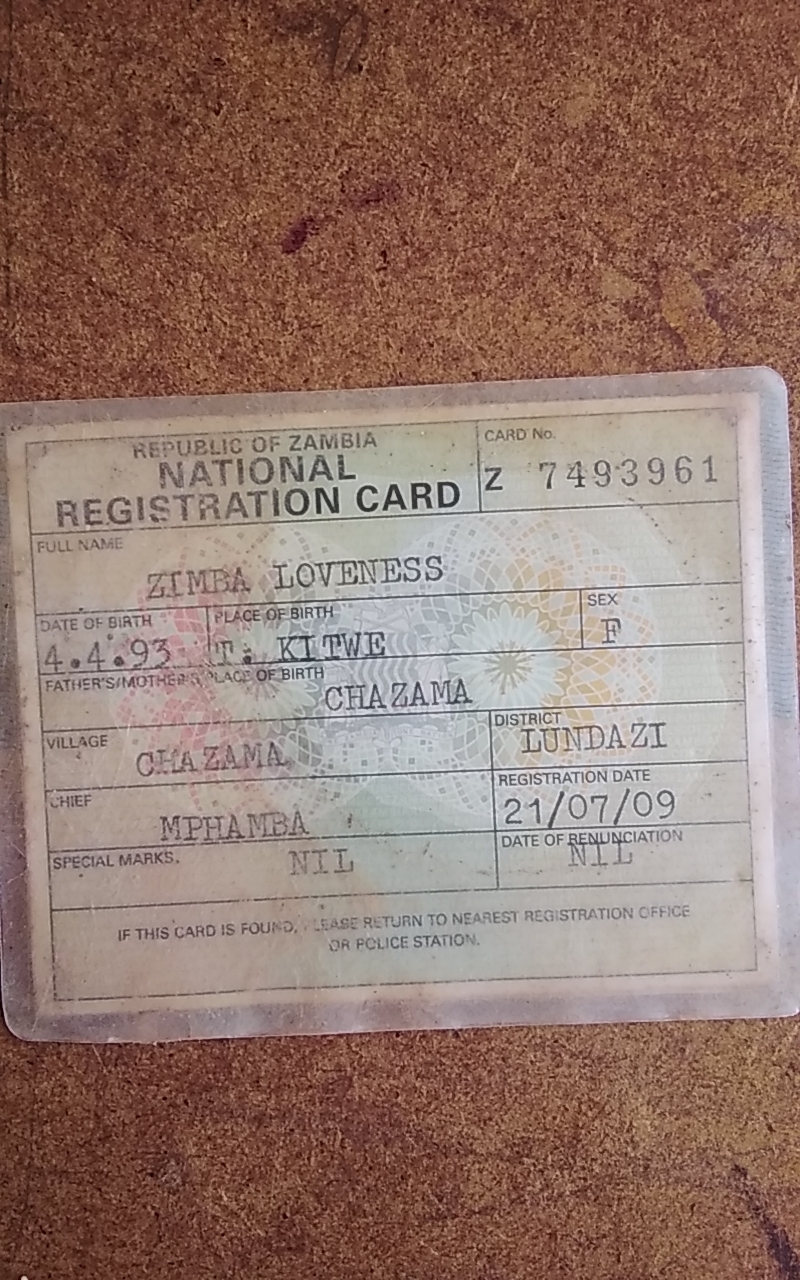 REPUBLIC OF ZAMBIA
NATIONAL
REGISTRATION CARD
CARD No.
Z 7493961
FULL NAME
ZIMBA LOVENESS
DATE OF BIRTH
4.4.93
PLACE OF BIRTH
T. KITWE
SEX
F
FATHER'S/MOTHER'S PLACE OF BIRTH
CHAZAMA
VILLAGE
CHAZAMA
DISTRICT
LUNDAZI
CHIEF
MPHAMBA
REGISTRATION DATE
21/07/09
SPECIAL MARKS.
NIL
DATE OF RENUNCIATION
NIL
IF THIS CARD IS FOUND, PLEASE RETURN TO NEAREST REGISTRATION OFFICE
OR POLICE STATION.